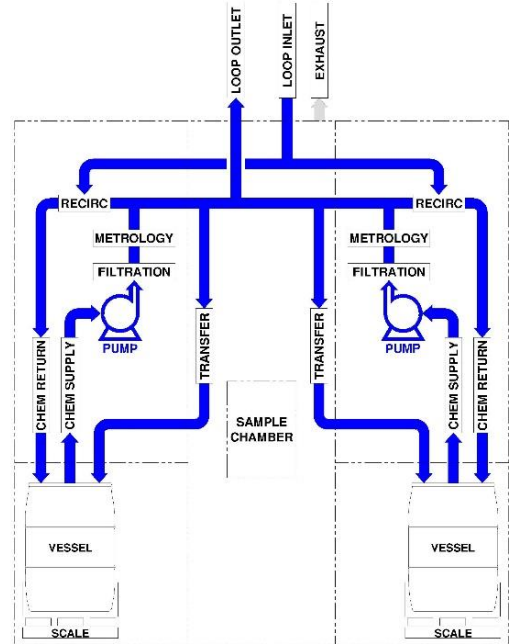 LOOP OUTLET
LOOP INLET
EXHAUST
RECIRC
RECIRC
METROLOGY
METROLOGY
FILTRATION
FILTRATION
PUMP
PUMP
CHEM RETURN
CHEM SUPPLY
TRANSFER
TRANSFER
CHEM SUPPLY
CHEM RETURN
SAMPLE
CHAMBER
VESSEL
VESSEL
SCALE
SCALE